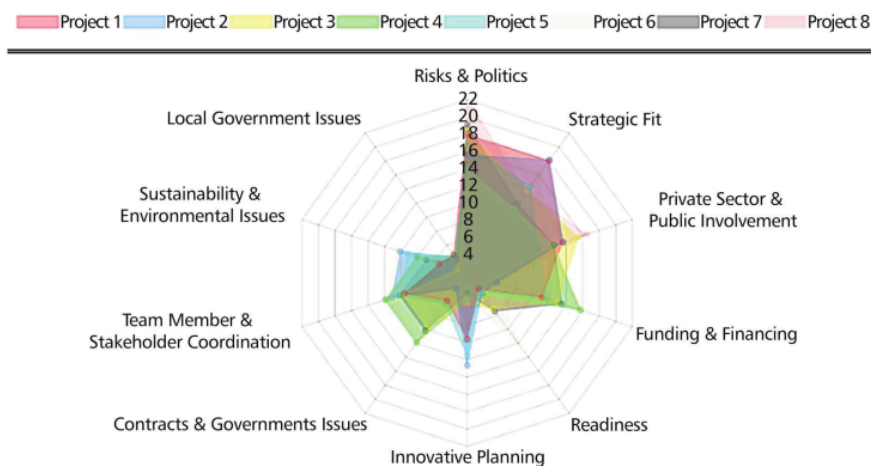 Project 1 Project 2 Project 3 Project 4 Project 5 Project 6 Project 7 Project 8
Risks & Politics
22
20
18
16
14
12
10
8
6
4
Local Government Issues
Strategic Fit
Sustainability &
Environmental Issues
Private Sector &
Public Involvement
Team Member &
Stakeholder Coordination
Funding & Financing
Contracts & Governments Issues
Readiness
Innovative Planning